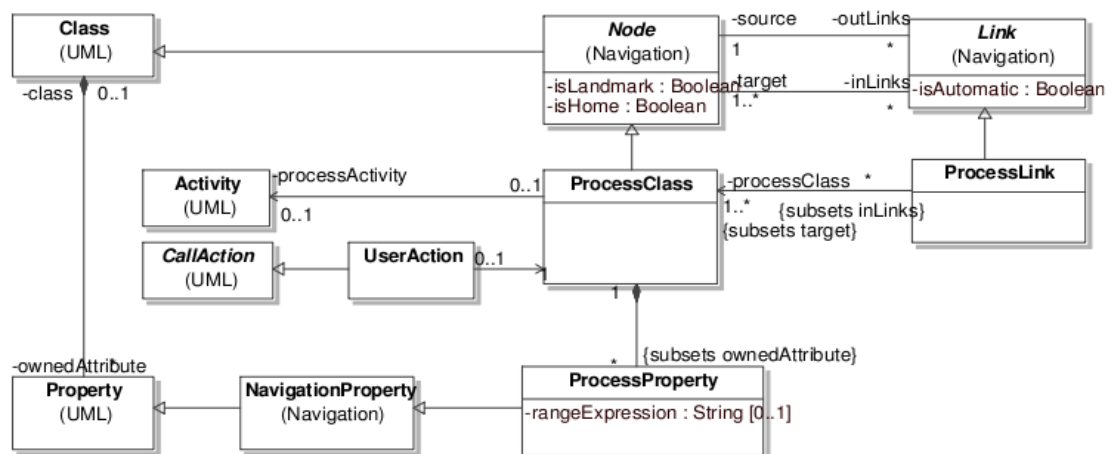 Class
(UML)
-class
0..1
Node
(Navigation)
-isLandmark : Boolean
-isHome : Boolean
-source
1
-outLinks
*
-target
1..*
-inLinks
*
Link
(Navigation)
-isAutomatic : Boolean
Activity
(UML)
-processActivity
0..1
0..1
ProcessClass
-processClass
*
1..*
{subsets inLinks}
{subsets target}
ProcessLink
CallAction
(UML)
UserAction
0..1
1
1
*
{subsets ownedAttribute}
-ownedAttribute
*
Property
(UML)
NavigationProperty
(Navigation)
ProcessProperty
-rangeExpression : String [0..1]